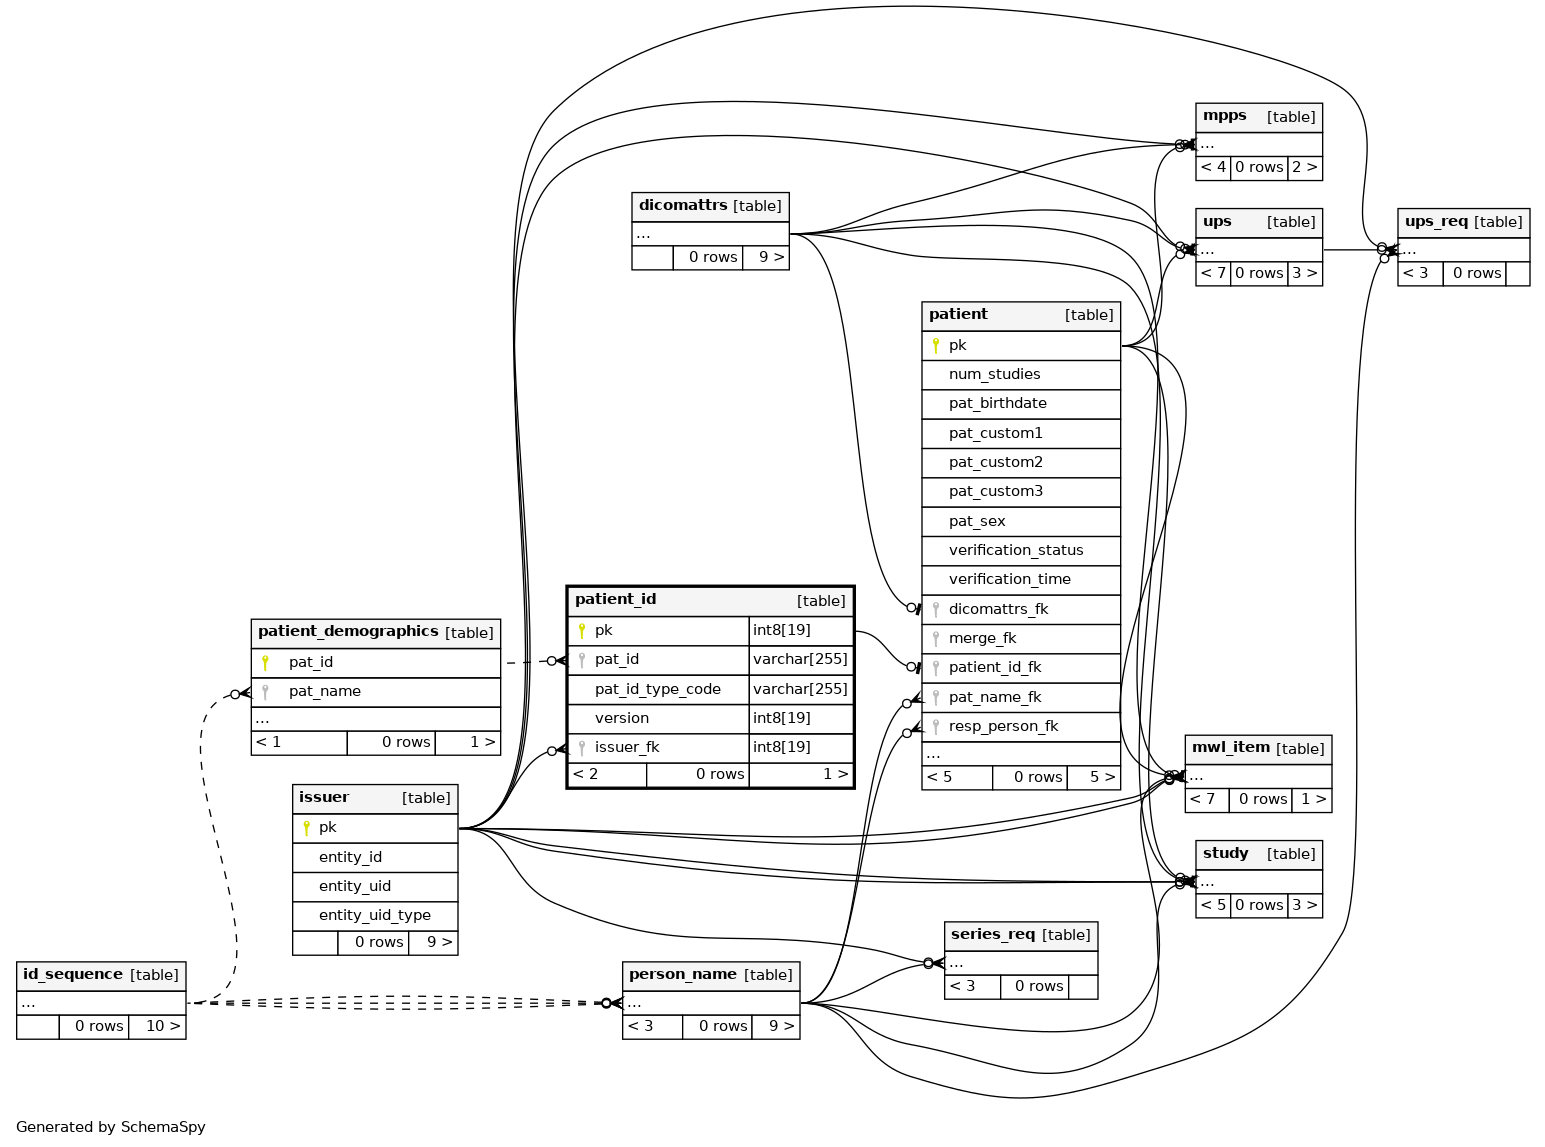 mpps [table]
...
< 4 0 rows 2 >
dicomattrs [table]
...
0 rows 9 >
ups [table]
...
< 7 0 rows 3 >
ups_req [table]
...
< 3 0 rows
patient [table]
pk
num_studies
pat_birthdate
pat_custom1
pat_custom2
pat_custom3
pat_sex
verification_status
verification_time
dicomattrs_fk
merge_fk
patient_id_fk
pat_name_fk
resp_person_fk
...
< 5 0 rows 5 >
patient_id [table]
pk int8[19]
pat_id varchar[255]
pat_id_type_code varchar[255]
version int8[19]
issuer_fk int8[19]
< 2 0 rows 1 >
patient_demographics [table]
pat_id
pat_name
...
< 1 0 rows 1 >
mwl_item [table]
...
< 7 0 rows 1 >
issuer [table]
pk
entity_id
entity_uid
entity_uid_type
0 rows 9 >
study [table]
...
< 5 0 rows 3 >
series_req [table]
...
< 3 0 rows
id_sequence [table]
...
0 rows 10 >
person_name [table]
...
< 3 0 rows 9 >
Generated by SchemaSpy